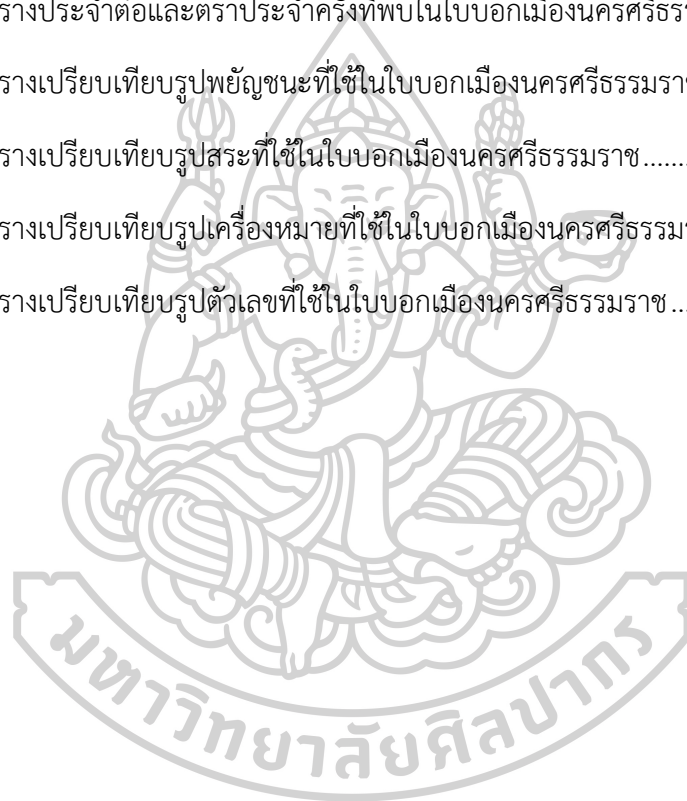 รางประจำต่อและตราประจำครั่งที่พบในใบบอกเมืองนครศรีธรร
รางเปรียบเทียบรูปพยัญชนะที่ใช้ในใบบอกเมืองนครศรีธรรมรา
รางเปรียบเทียบรูปสระที่ใช้ในใบบอกเมืองนครศรีธรรมราช.......
รางเปรียบเทียบรูปเครื่องหมายที่ใช้ในใบบอกเมืองนครศรีธรรม
รางเปรียบเทียบรูปตัวเลขที่ใช้ในใบบอกเมืองนครศรีธรรมราช...
มหาวิทยาลัยศิลปากร